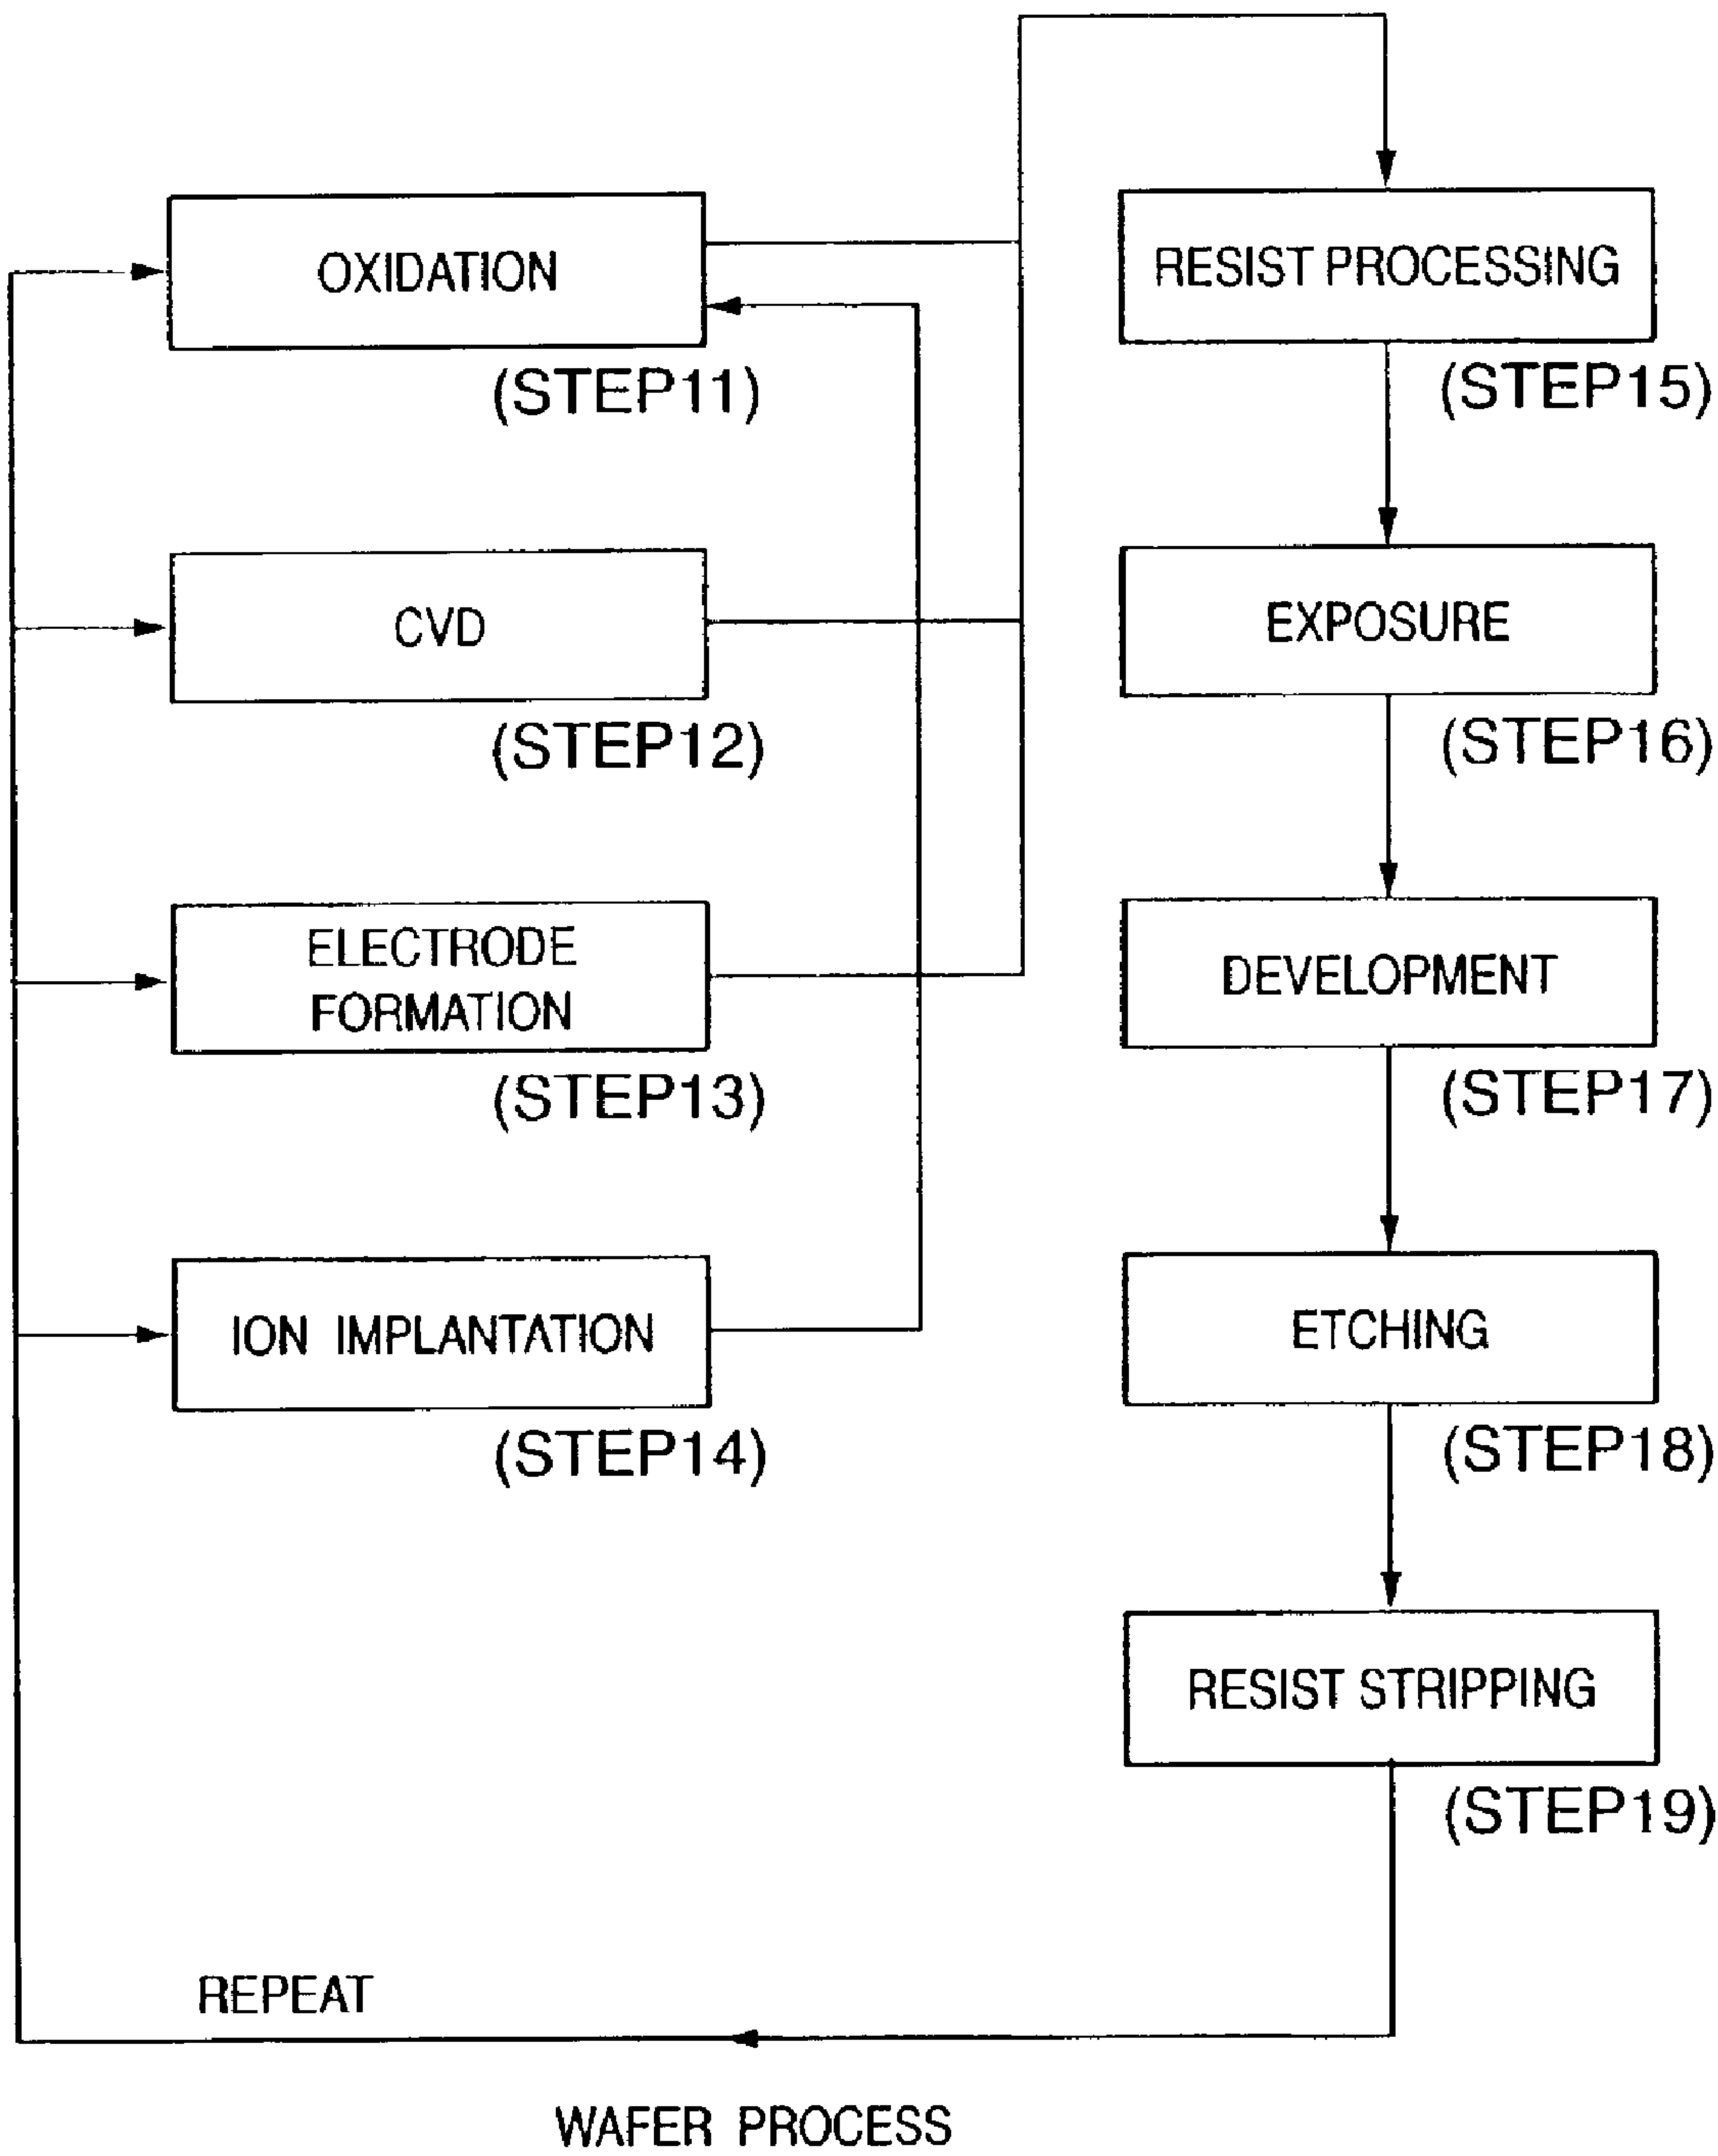 OXIDATION
(STEP11)
CVD
(STEP12)
ELECTRODE
FORMATION
(STEP13)
ION IMPLANTATION
(STEP14)
RESIST PROCESSING
(STEP15)
EXPOSURE
(STEP16)
DEVELOPMENT
(STEP17)
ETCHING
(STEP18)
RESIST STRIPPING
(STEP19)
REPEAT
WAFER PROCESS